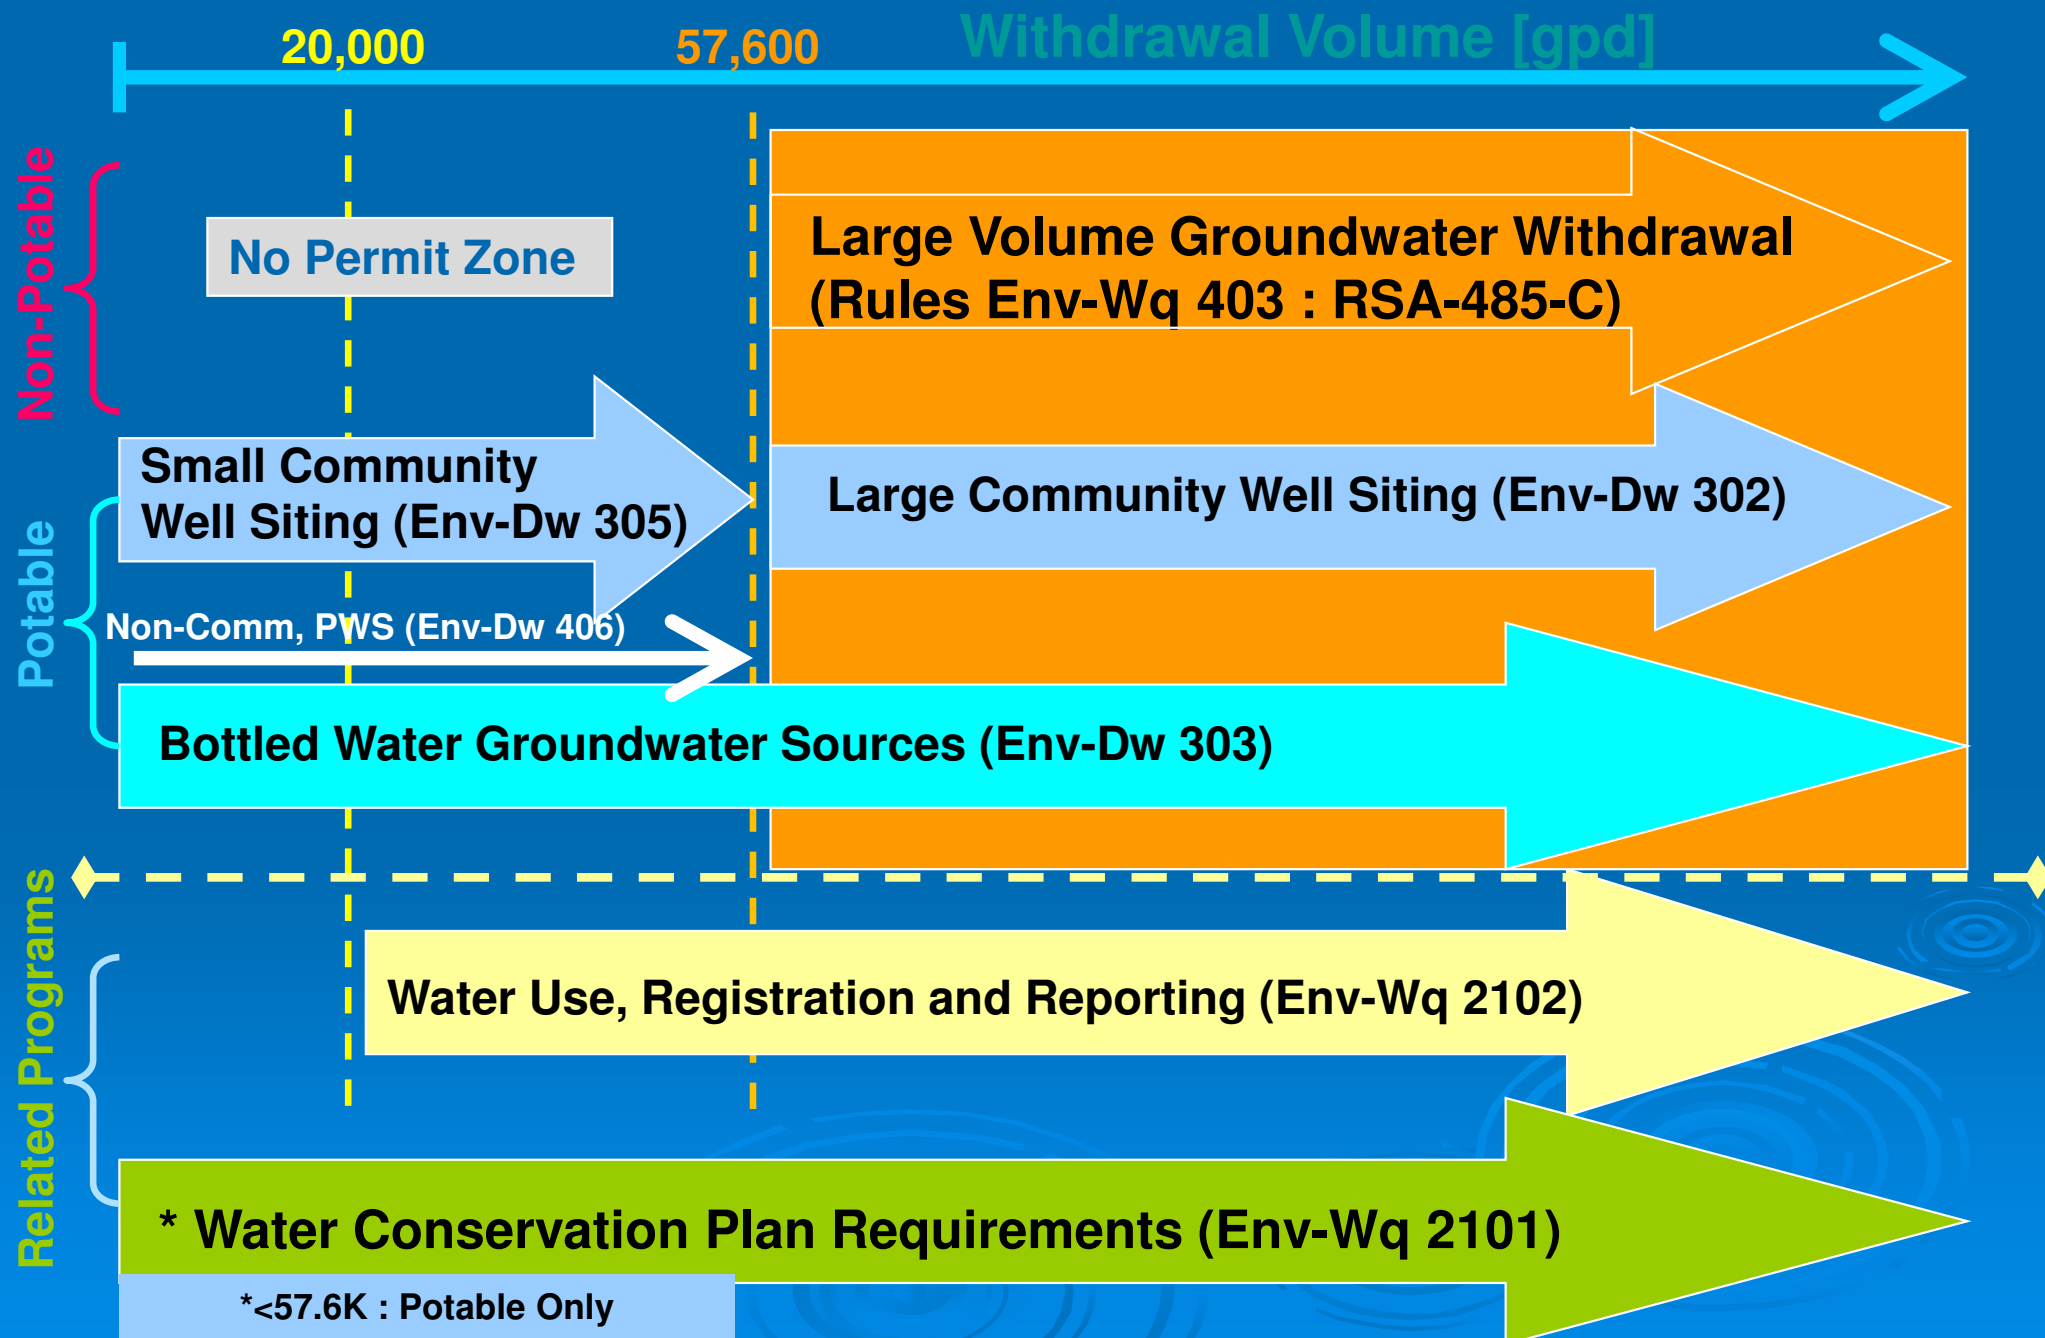 20,000
57,600
Withdrawal Volume [gpd]
Non-Potable
No Permit Zone
Large Volume Groundwater Withdrawal
(Rules Env-Wq 403 : RSA-485-C)
Potable
Small Community
Well Siting (Env-Dw 305)
Large Community Well Siting (Env-Dw 302)
Non-Comm, PWS (Env-Dw 406)
Bottled Water Groundwater Sources (Env-Dw 303)
Related Programs
Water Use, Registration and Reporting (Env-Wq 2102)
* Water Conservation Plan Requirements (Env-Wq 2101)
*<57.6K : Potable Only